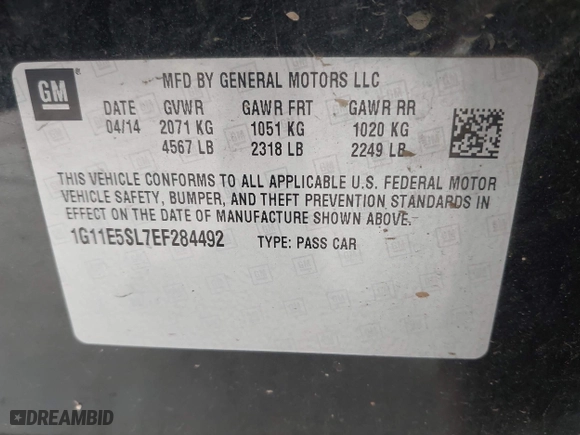 GM ®
MFD BY GENERAL MOTORS LLC
DATE GVWR GAWR FRT GAWR RR
04/14 2071 KG 1051 KG 1020 KG
4567 LB 2318 LB 2249 LB
THIS VEHICLE CONFORMS TO ALL APPLICABLE U.S. FEDERAL MOTOR
VEHICLE SAFETY, BUMPER, AND THEFT PREVENTION STANDARDS IN
EFFECT ON THE DATE OF MANUFACTURE SHOWN ABOVE.
1G11E5SL7EF284492 TYPE: PASS CAR
DREAMBID